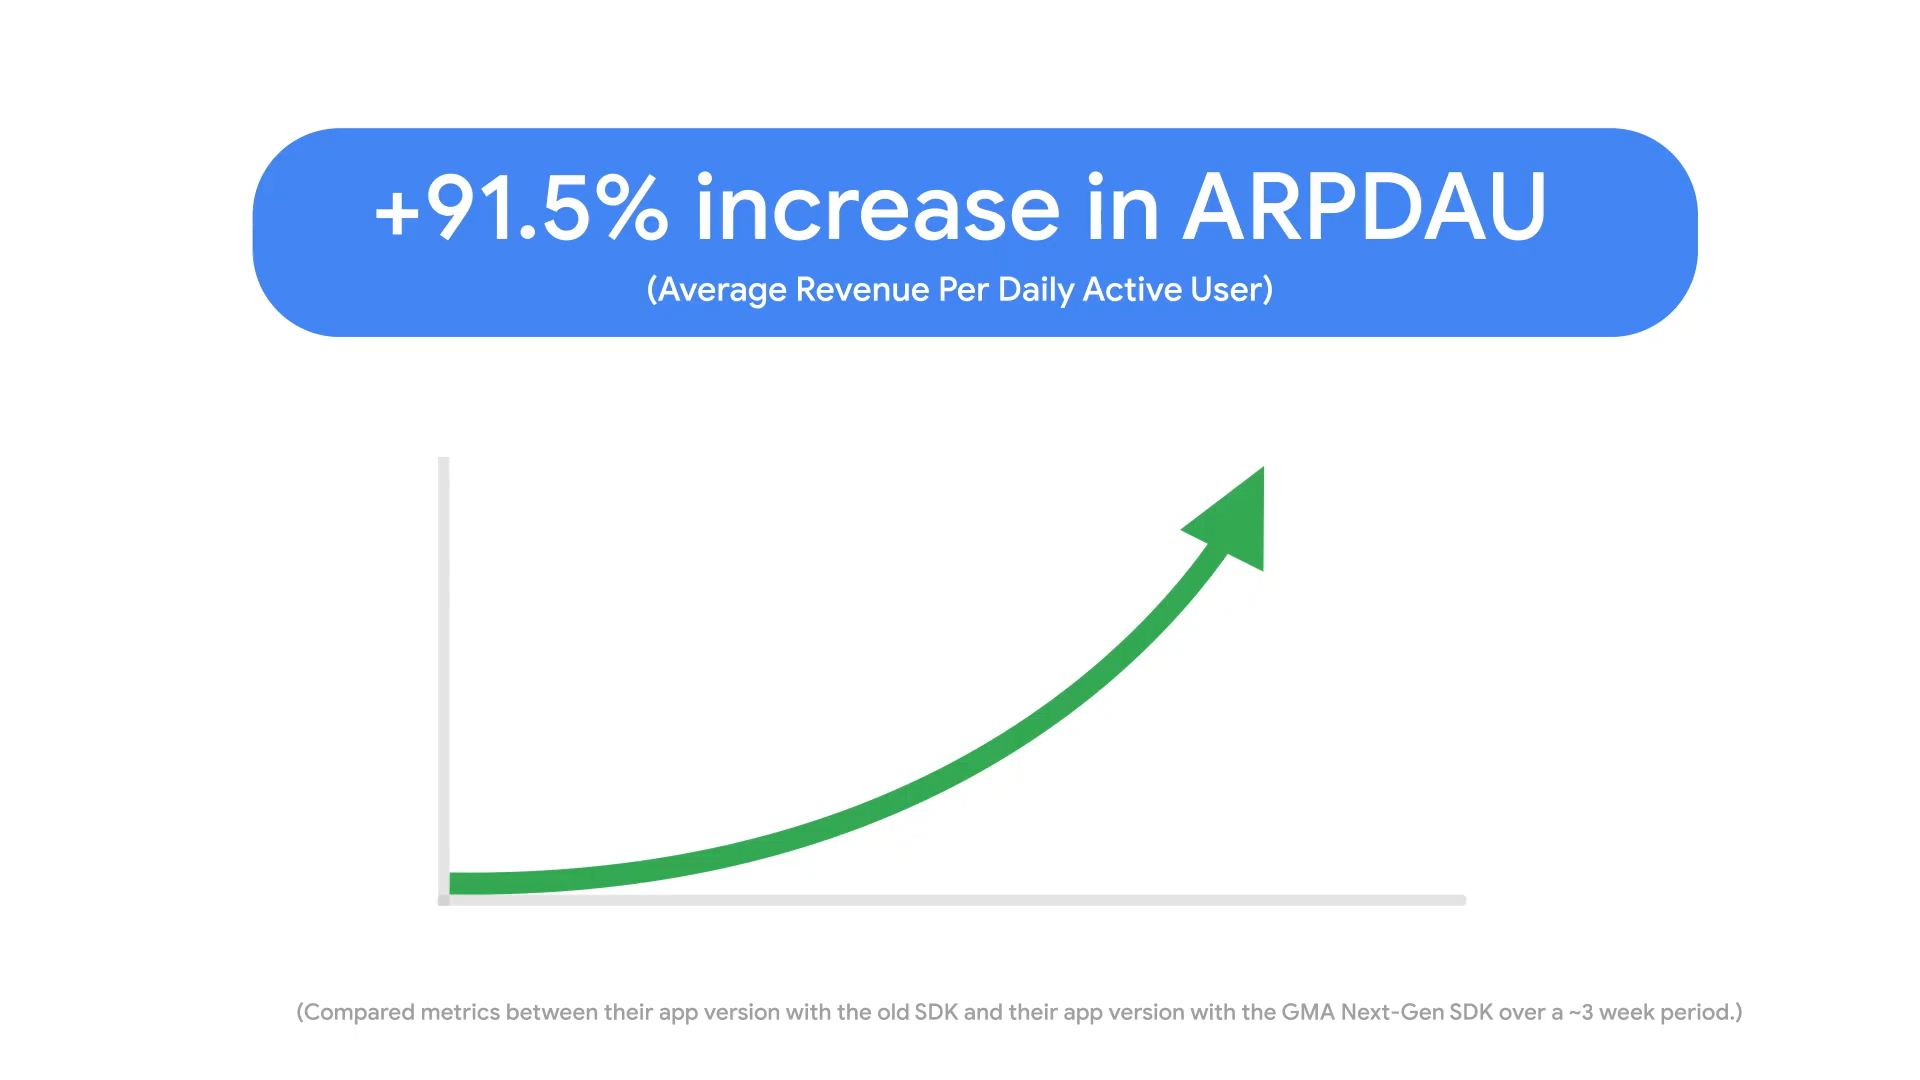 +91.5% increase in ARPDAU
(Average Revenue Per Daily Active User)
(Compared metrics between their app version with the old SDK and their app version with the GMA Next-Gen SDK over a ~3 week period.)